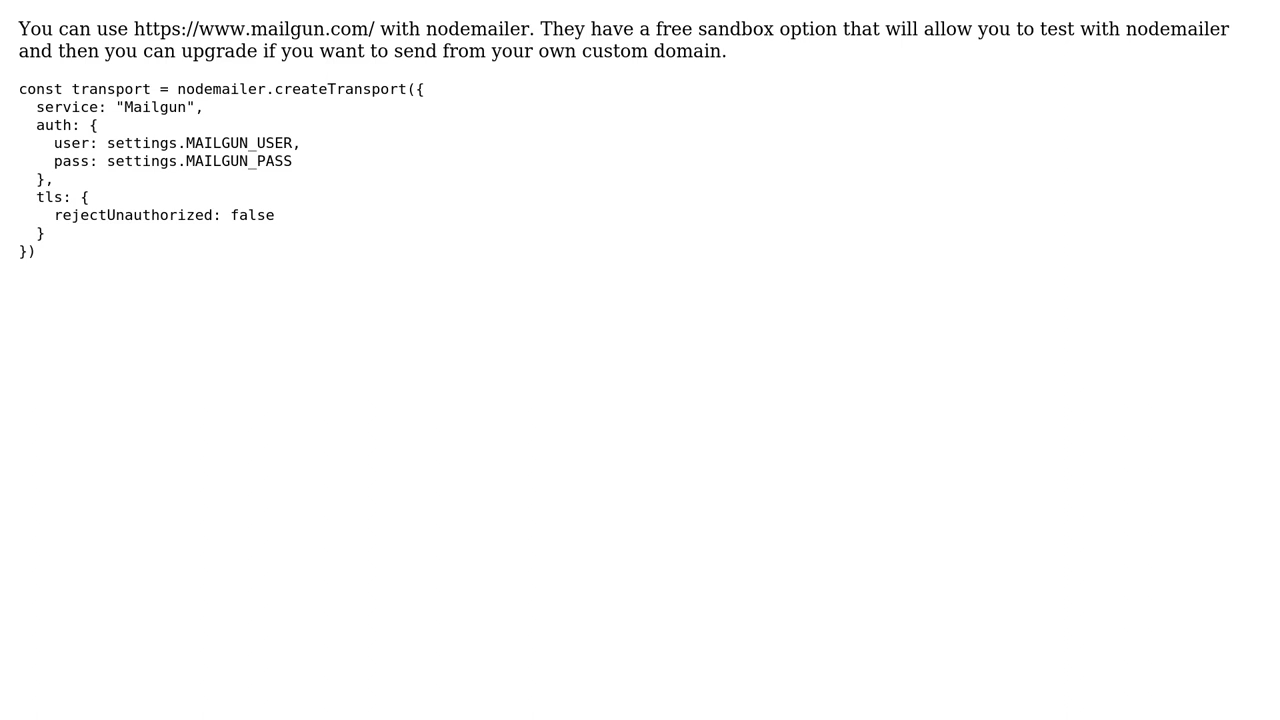 You can use https://www.mailgun.com/ with nodemailer. They have a free sandbox option that will allow you to test with nodemailer
and then you can upgrade if you want to send from your own custom domain.
const transport = nodemailer.createTransport({
  service: "Mailgun",
  auth: {
    user: settings.MAILGUN_USER,
    pass: settings.MAILGUN_PASS
  },
  tls: {
    rejectUnauthorized: false
  }
})